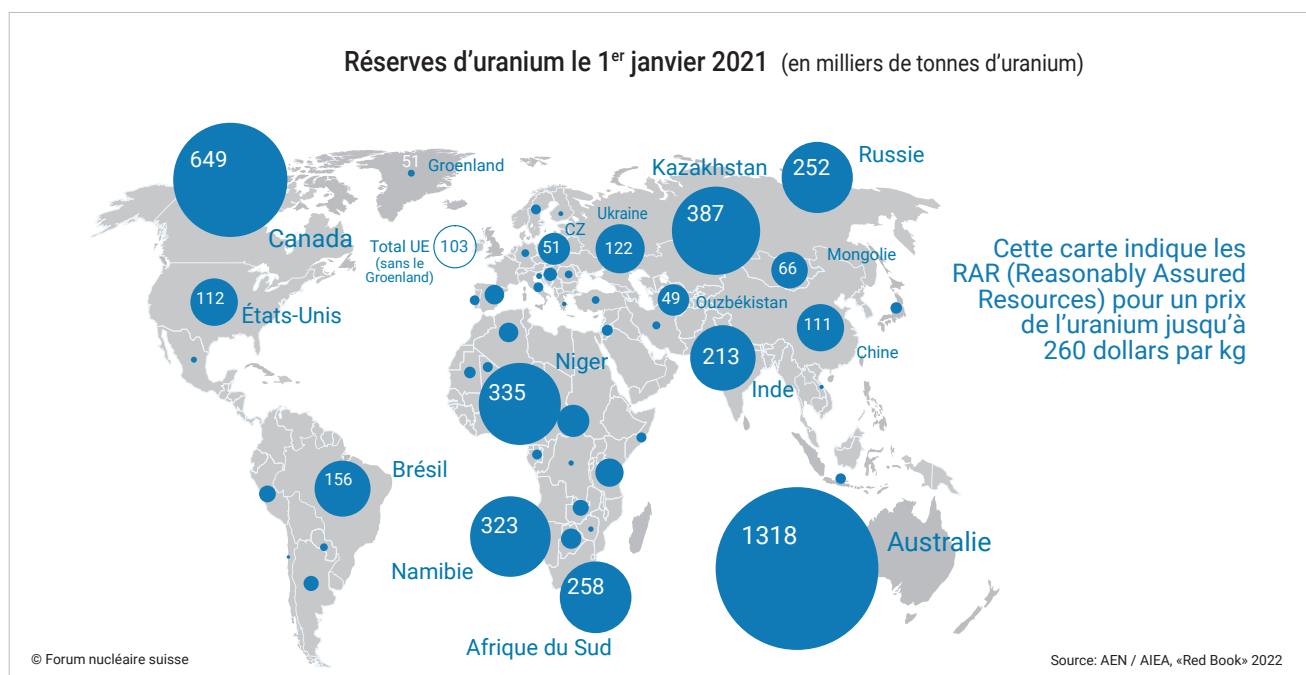 Réserves d’uranium le 1er janvier 2021 (en milliers de tonnes d’uranium)
649
Canada
51
Groenland
Kazakhstan
387
252
Russie
Total UE
(sans le
Groenland)
103
CZ
51
Ukraine
122
66
Mongolie
112
États-Unis
49
Ouzbékistan
111
Chine
213
Inde
Niger
335
156
Brésil
323
Namibie
258
Afrique du Sud
1318
Australie
Cette carte indique les
RAR (Reasonably Assured
Resources) pour un prix
de l’uranium jusqu’à
260 dollars par kg
© Forum nucléaire suisse
Source: AEN / AIEA, «Red Book» 2022